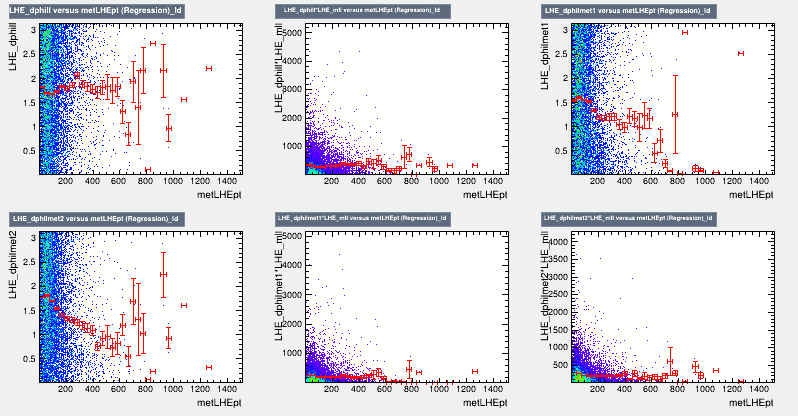 LHE_dphill versus metLHEpt (Regression)_Id
LHE_dphill
3
2.5
2
1.5
1
0.5
200 400 600 800 1000 1200 1400
metLHEpt
LHE_dphill*LHE_mll versus metLHEpt (Regression)_Id
LHE_dphill*LHE_mll
5000
4000
3000
2000
1000
200 400 600 800 1000 1200 1400
metLHEpt
LHE_dphilmet1 versus metLHEpt (Regression)_Id
LHE_dphilmet1
3
2.5
2
1.5
1
0.5
200 400 600 800 1000 1200 1400
metLHEpt
LHE_dphilmet2 versus metLHEpt (Regression)_Id
LHE_dphilmet2
3
2.5
2
1.5
1
0.5
200 400 600 800 1000 1200 1400
metLHEpt
LHE_dphilmet1*LHE_mll versus metLHEpt (Regression)_Id
LHE_dphilmet1*LHE_mll
5000
4000
3000
2000
1000
200 400 600 800 1000 1200 1400
metLHEpt
LHE_dphilmet2*LHE_mll versus metLHEpt (Regression)_Id
LHE_dphilmet2*LHE_mll
4000
3500
3000
2500
2000
1500
1000
500
200 400 600 800 1000 1200 1400
metLHEpt